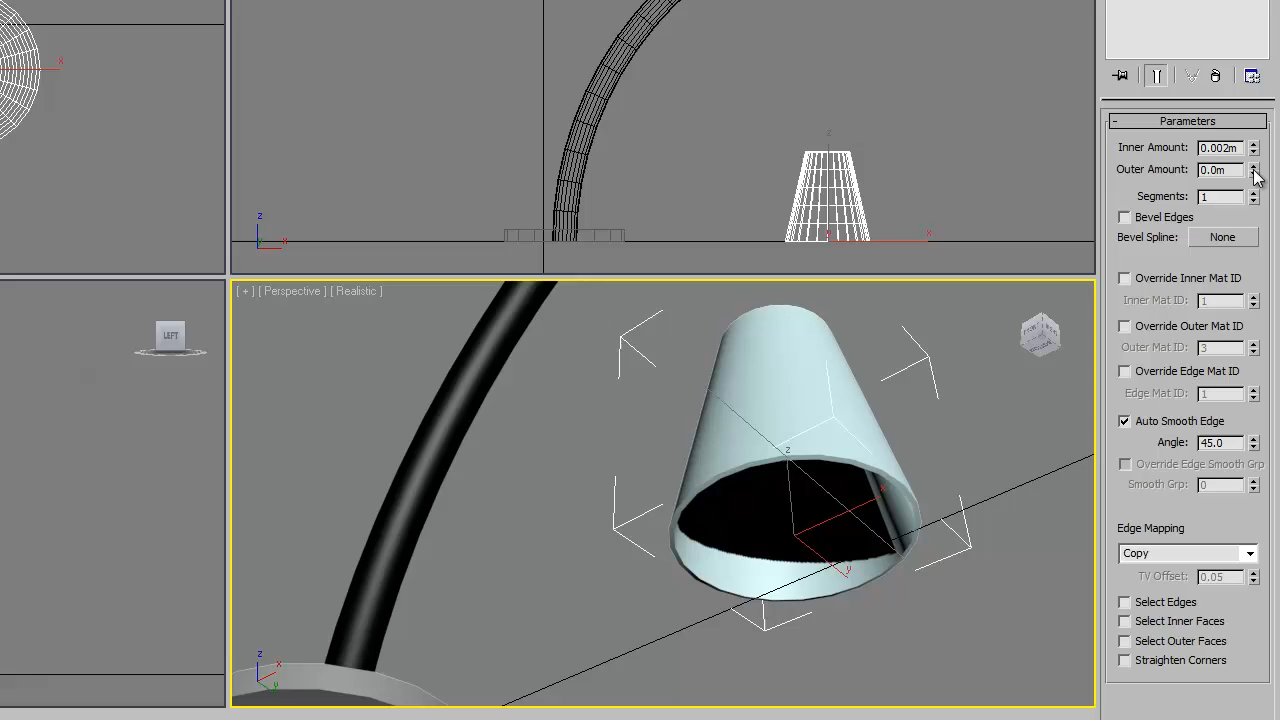 x
z
z
y
x
x
x
[ + ] [ Perspective ] [ Realistic ]
LEFT
z
x
y
z
x
y
- Parameters
Inner Amount: 0.002m
Outer Amount: 0.0m
Segments: 1
Bevel Edges
Bevel Spline: None
Override Inner Mat ID
Inner Mat ID: 1
Override Outer Mat ID
Outer Mat ID: 3
Override Edge Mat ID
Edge Mat ID: 1
Auto Smooth Edge
Angle: 45.0
Override Edge Smooth Grp
Smooth Grp: 0
Edge Mapping
Copy
TV Offset: 0.05
Select Edges
Select Inner Faces
Select Outer Faces
Straighten Corners